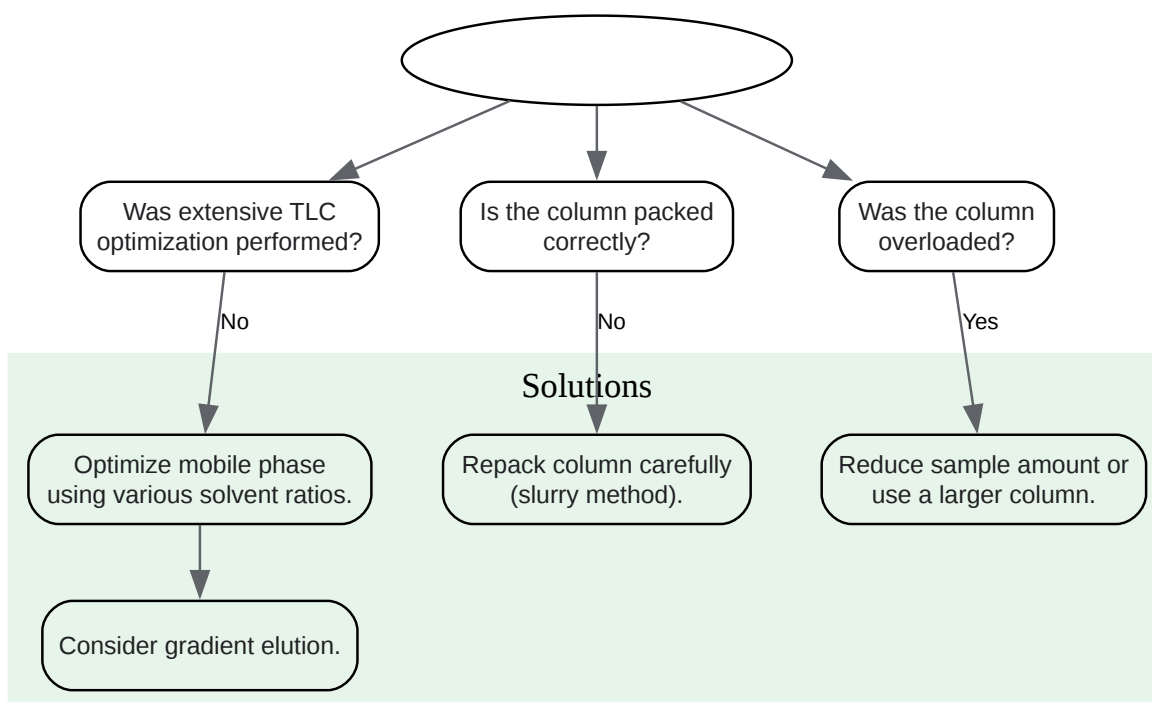 Was extensive TLC
optimization performed?
Is the column packed
correctly?
Was the column
overloaded?
No
No
Yes
Solutions
Optimize mobile phase
using various solvent ratios.
Repack column carefully
(slurry method).
Reduce sample amount or
use a larger column.
Consider gradient elution.